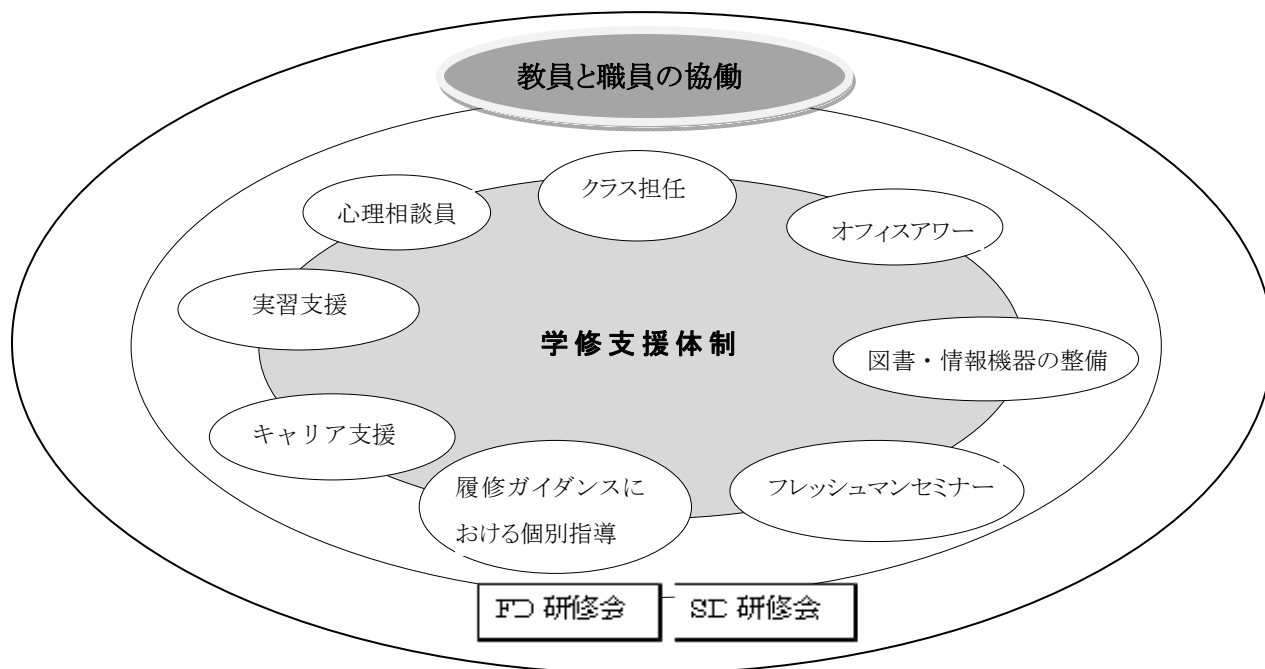 教員と職員の協働
クラス担任
心理相談員
オフィスアワー
実習支援
学修支援体制
図書・情報機器の整備
キャリア支援
履修ガイダンスに
おける個別指導
フレッシュマンセミナー
FD 研修会
SD 研修会